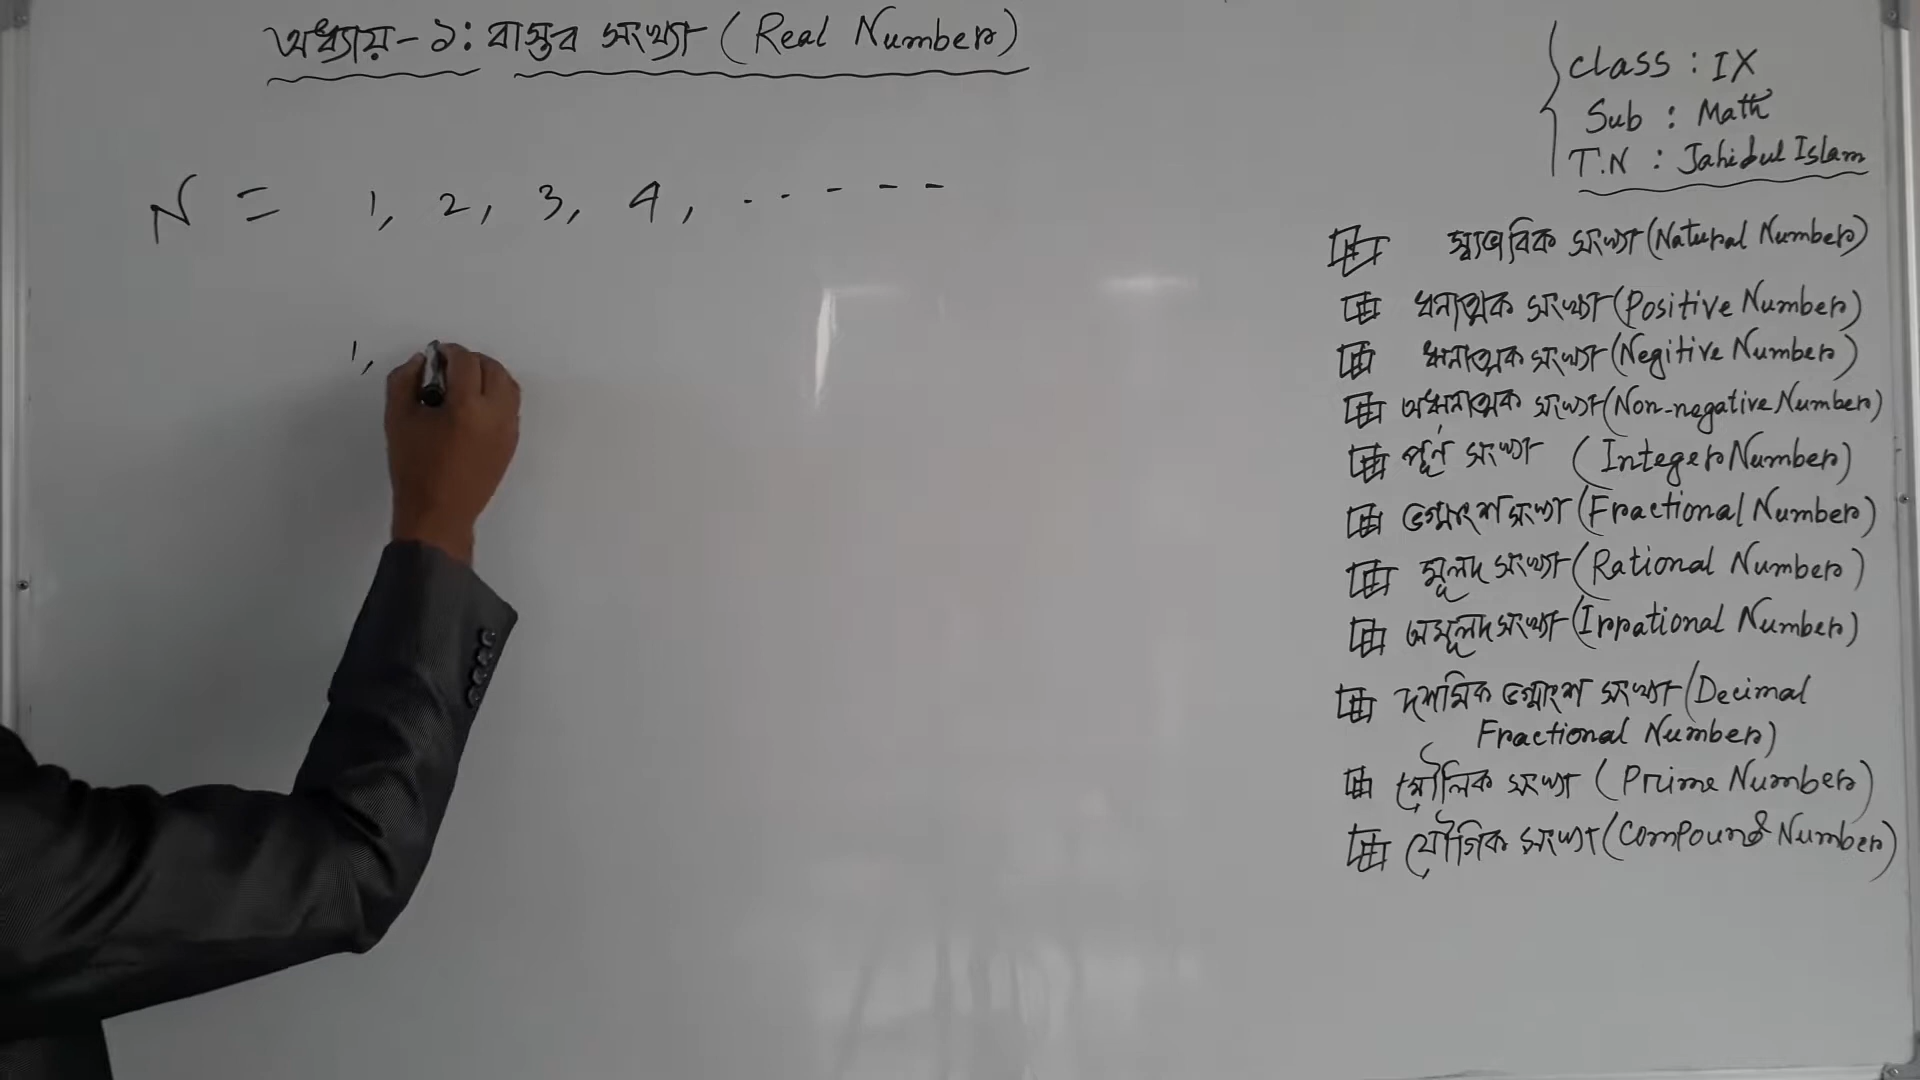 অধ্যায়-১: বাস্তব সংখ্যা (Real Number)
Class : IX
Sub : Math
T.N : Jahidul Islam
N = 1, 2, 3, 4, .......
1,
স্বাভাবিক সংখ্যা (Natural Number)
ধনাত্মক সংখ্যা (Positive Number)
ঋনাত্মক সংখ্যা (Negitive Number)
অঋনাত্মক সংখ্যা (Non-negative Number)
পূর্ণ সংখ্যা (Integer Number)
ভগ্নাংশ সংখ্যা (Fractional Number)
মূলদ সংখ্যা (Rational Number)
অমূলদ সংখ্যা (Irrational Number)
দশমিক ভগ্নাংশ সংখ্যা (Decimal
Fractional Number)
মৌলিক সংখ্যা (Prime Number)
যৌগিক সংখ্যা (Compound Number)